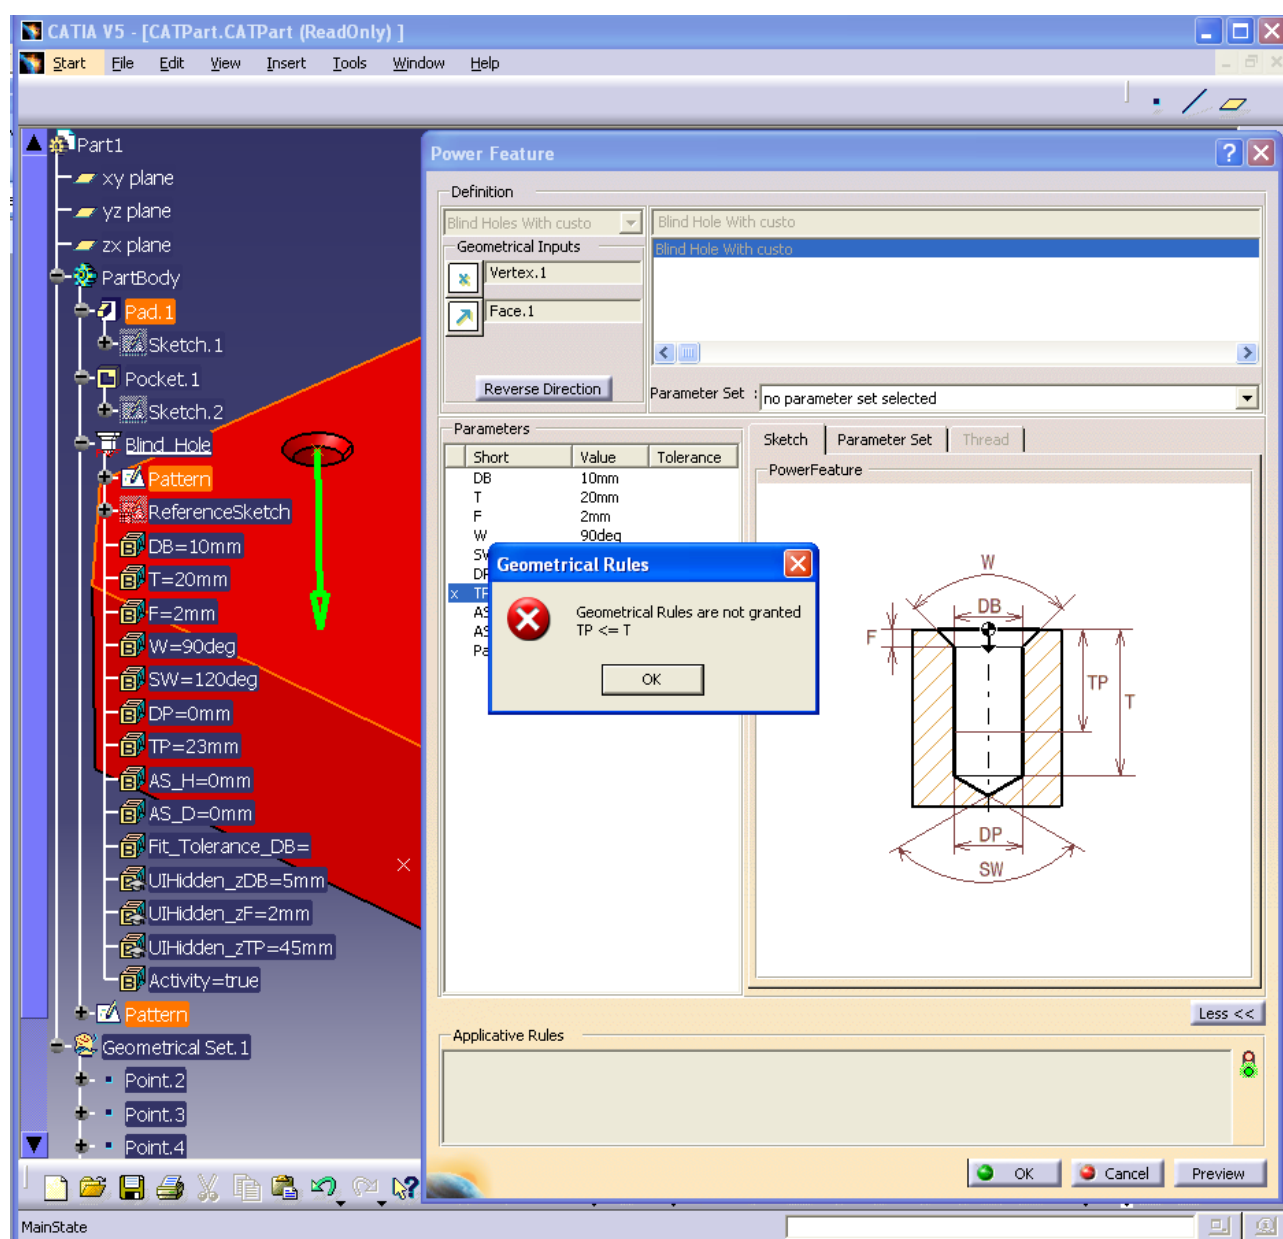 CATIA V5 - [CATPart.CATPart (ReadOnly) ]
Start File Edit View Insert Tools Window Help
Part1
xy plane
yz plane
zx plane
PartBody
Pad.1
Sketch.1
Pocket.1
Sketch.2
Blind_Hole
Pattern
ReferenceSketch
DB=10mm
T=20mm
F=2mm
W=90deg
SW=120deg
DP=0mm
TP=23mm
AS_H=0mm
AS_D=0mm
Fit_Tolerance_DB=
UIHidden_zDB=5mm
UIHidden_zF=2mm
UIHidden_zTP=45mm
Activity=true
Pattern
Geometrical Set.1
Point.2
Point.3
Point.4
Power Feature
Definition
Blind Holes With custo
Blind Hole With custo
Geometrical Inputs
Blind Hole With custo
Vertex.1
Face.1
Reverse Direction
Parameter Set : no parameter set selected
Parameters
Short Value Tolerance
DB 10mm
T 20mm
F 2mm
W 90deg
Sketch Parameter Set Thread
PowerFeature
W
DB
F
TP
T
DP
SW
Geometrical Rules
Geometrical Rules are not granted
TP <= T
OK
Less <<
Applicative Rules
OK Cancel Preview
MainState